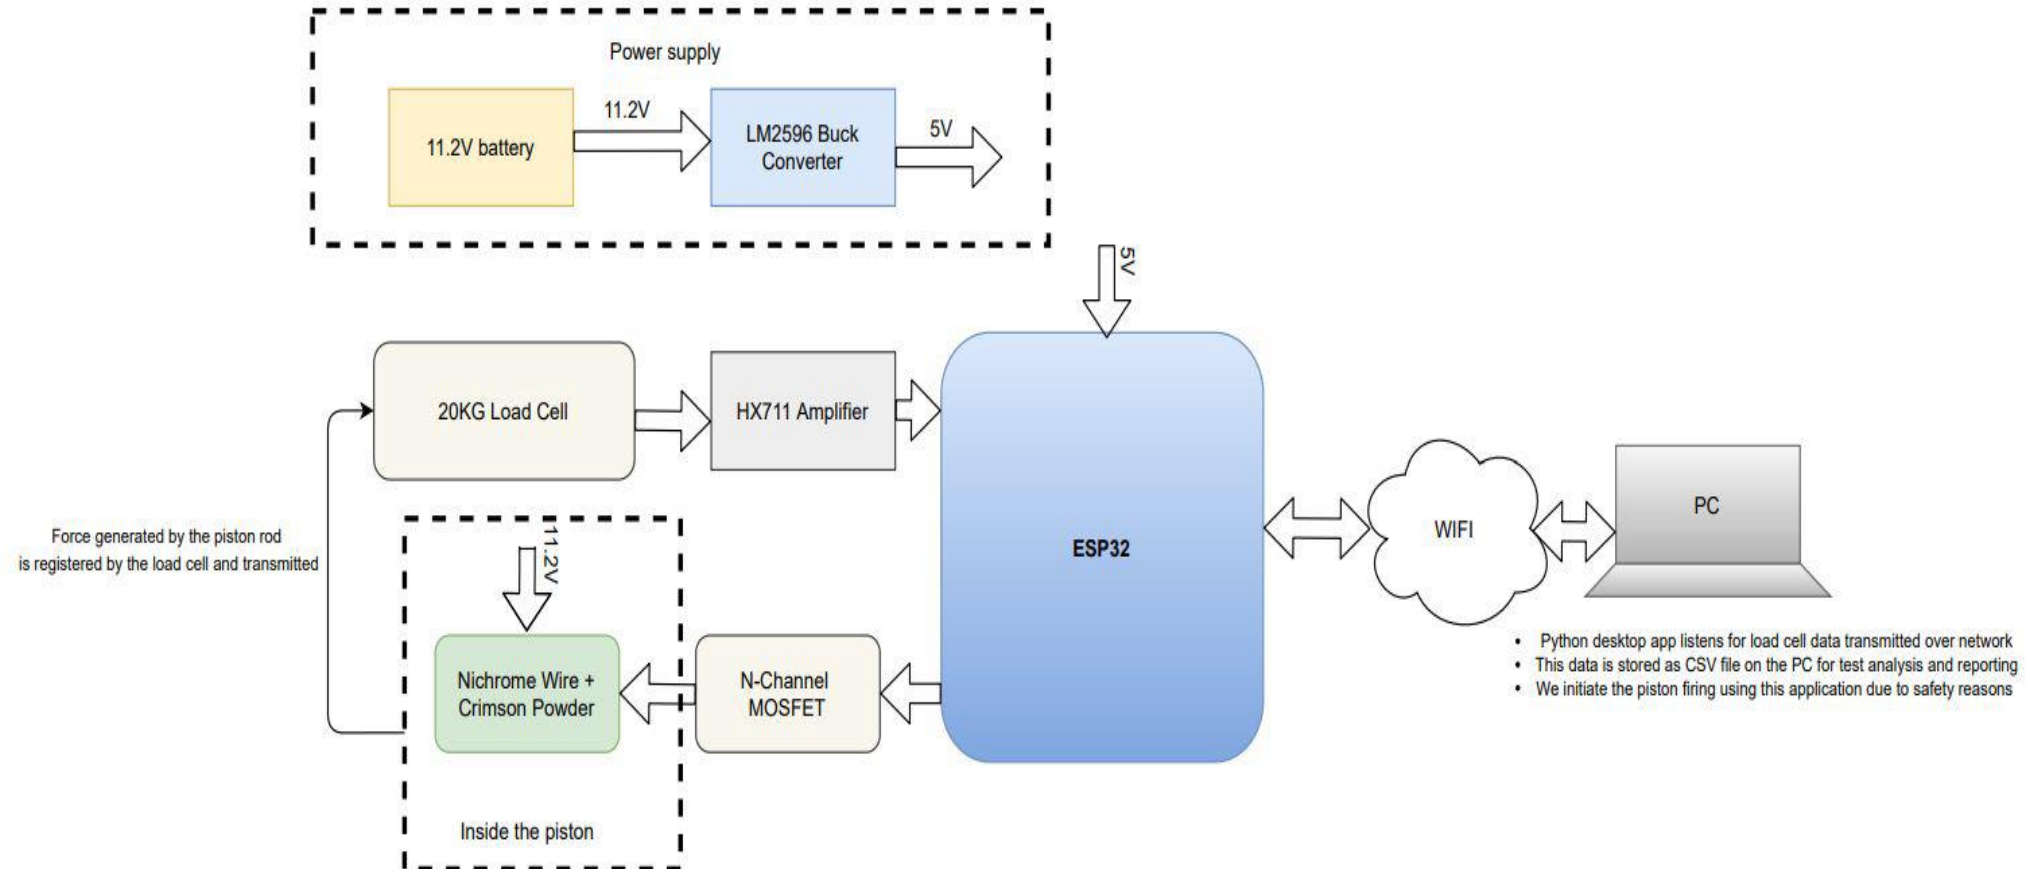 Power supply
11.2V battery
11.2V
LM2596 Buck
Converter
5V
5V
20KG Load Cell
HX711 Amplifier
ESP32
WIFI
PC
Force generated by the piston rod
is registered by the load cell and transmitted
11.2V
Nichrome Wire +
Crimson Powder
N-Channel
MOSFET
Inside the piston
• Python desktop app listens for load cell data transmitted over network
• This data is stored as CSV file on the PC for test analysis and reporting
• We initiate the piston firing using this application due to safety reasons